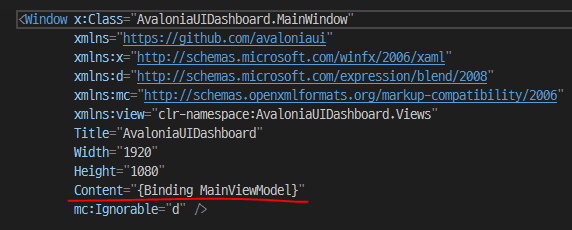 <Window x:Class="AvaloniaUIDashboard.MainWindow"
xmlns="https://github.com/avaloniaui"
xmlns:x="http://schemas.microsoft.com/winfx/2006/xaml"
xmlns:d="http://schemas.microsoft.com/expression/blend/2008"
xmlns:mc="http://schemas.openxmlformats.org/markup-compatibility/2006"
xmlns:view="clr-namespace:AvaloniaUIDashboard.Views"
Title="AvaloniaUIDashboard"
Width="1920"
Height="1080"
Content="{Binding MainViewModel}"
mc:Ignorable="d" />